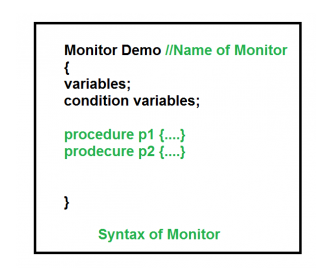 Monitor Demo //Name of Monitor
{
variables;
condition variables;
procedure p1 {....}
prodecure p2 {....}
}
Syntax of Monitor